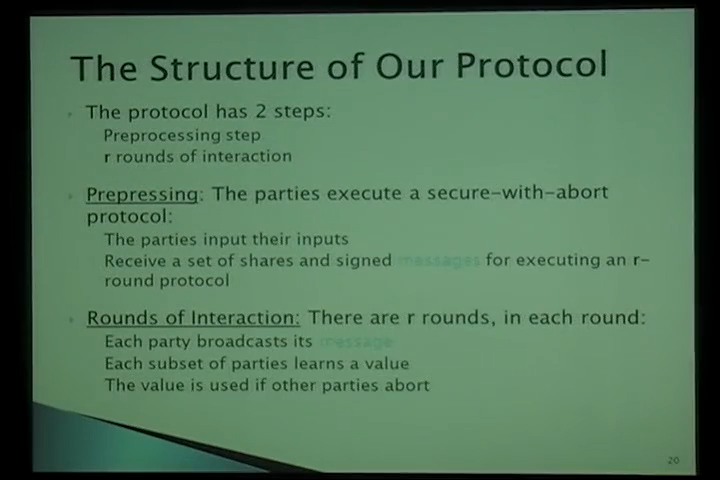 The Structure of Our Protocol
The protocol has 2 steps:
Preprocessing step
r rounds of interaction
Prepressing: The parties execute a secure-with-abort
protocol:
The parties input their inputs
Receive a set of shares and signed messages for executing an r-
round protocol
Rounds of Interaction: There are r rounds, in each round:
Each party broadcasts its message
Each subset of parties learns a value
The value is used if other parties abort
20